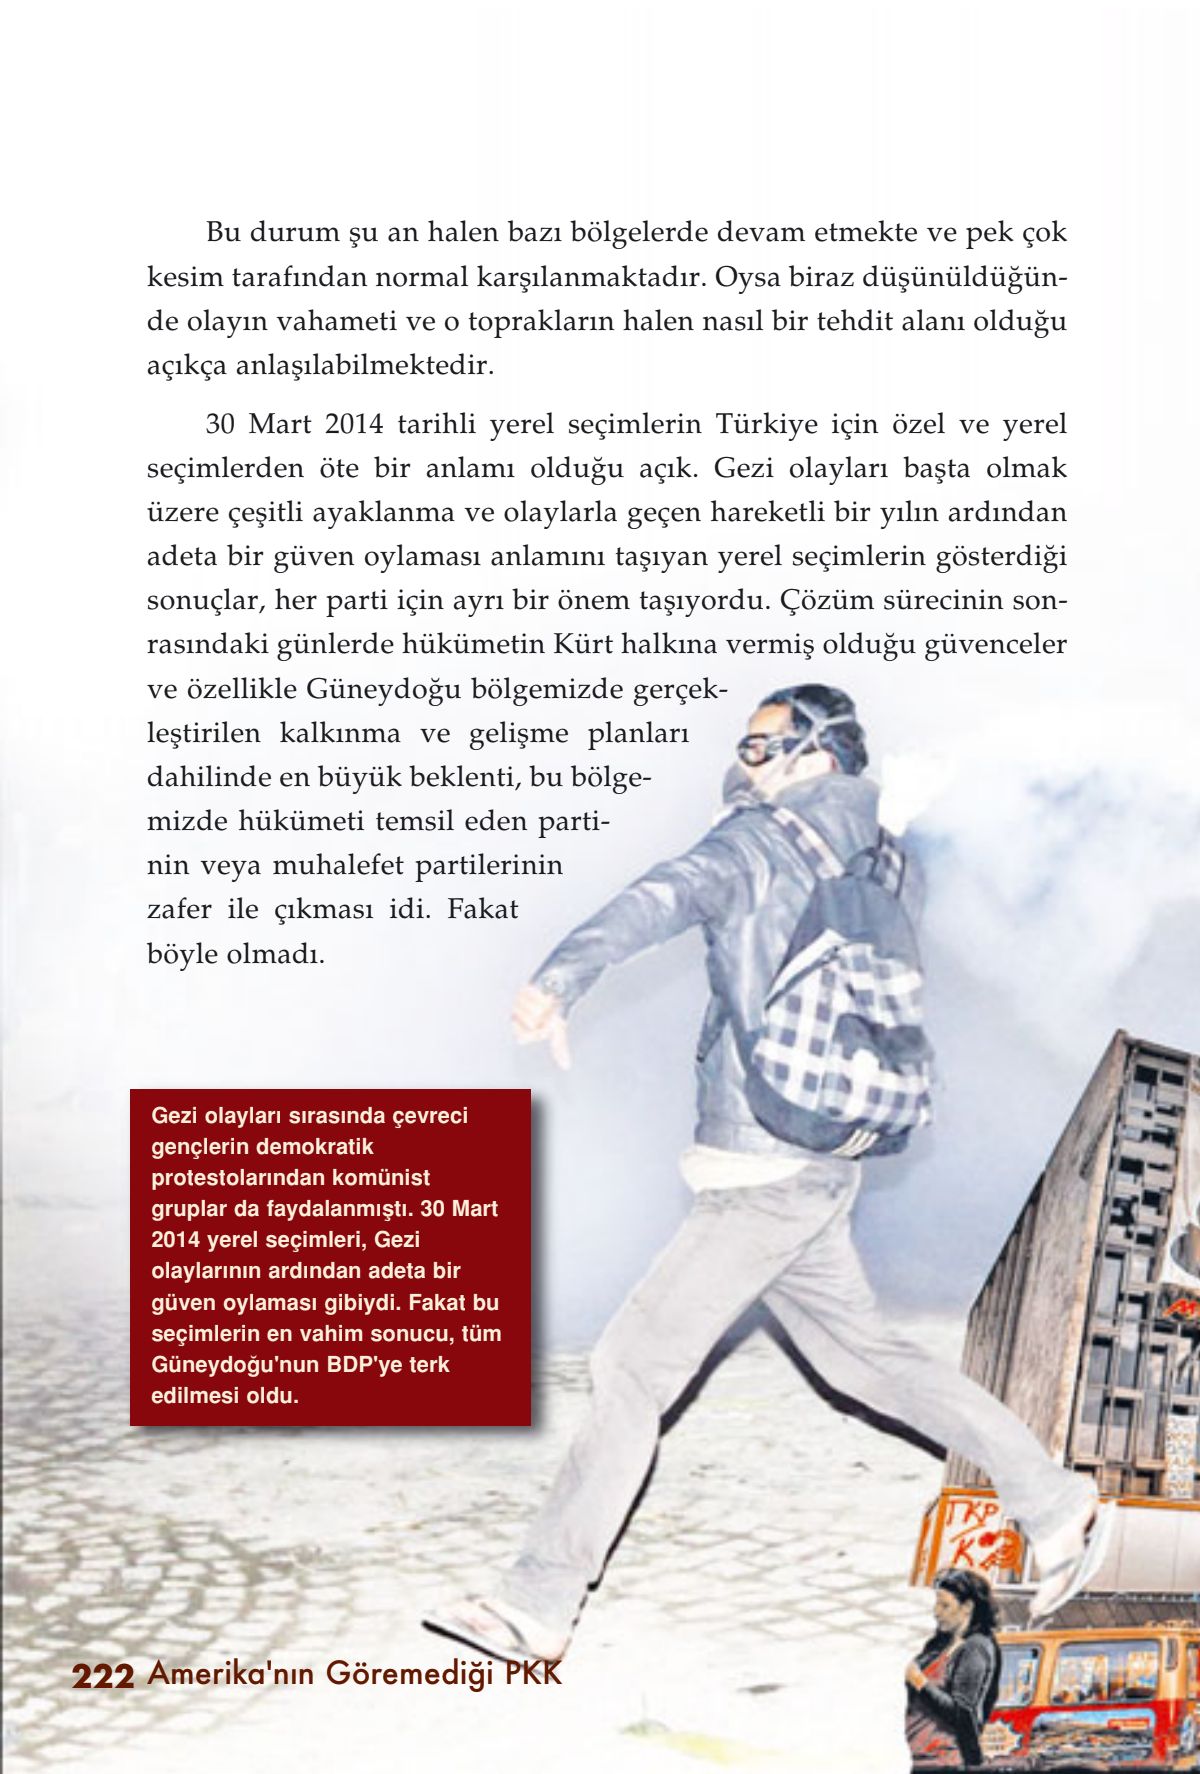 Bu durum şu an halen bazı bölgelerde devam etmekte ve pek çok
kesim tarafından normal karşılanmaktadır. Oysa biraz düşünüldüğün-
de olayın vahameti ve o toprakların halen nasıl bir tehdit alanı olduğu
açıkça anlaşılabilmektedir.
30 Mart 2014 tarihli yerel seçimlerin Türkiye için özel ve yerel
seçimlerden öte bir anlamı olduğu açık. Gezi olayları başta olmak
üzere çeşitli ayaklanma ve olaylarla geçen hareketli bir yılın ardından
adeta bir güven oylaması anlamını taşıyan yerel seçimlerin gösterdiği
sonuçlar, her parti için ayrı bir önem taşıyordu. Çözüm sürecinin son-
rasındaki günlerde hükümetin Kürt halkına vermiş olduğu güvenceler
ve özellikle Güneydoğu bölgemizde gerçek-
leştirilen kalkınma ve gelişme planları
dahilinde en büyük beklenti, bu bölge-
mizde hükümeti temsil eden parti-
nin veya muhalefet partilerinin
zafer ile çıkması idi. Fakat
böyle olmadı.
Gezi olayları sırasında çevreci
gençlerin demokratik
protestolarından komünist
gruplar da faydalanmıştı. 30 Mart
2014 yerel seçimleri, Gezi
olaylarının ardından adeta bir
güven oylaması gibiydi. Fakat bu
seçimlerin en vahim sonucu, tüm
Güneydoğu'nun BDP'ye terk
edilmesi oldu.
TKP
K
222 Amerika'nın Göremediği PKK